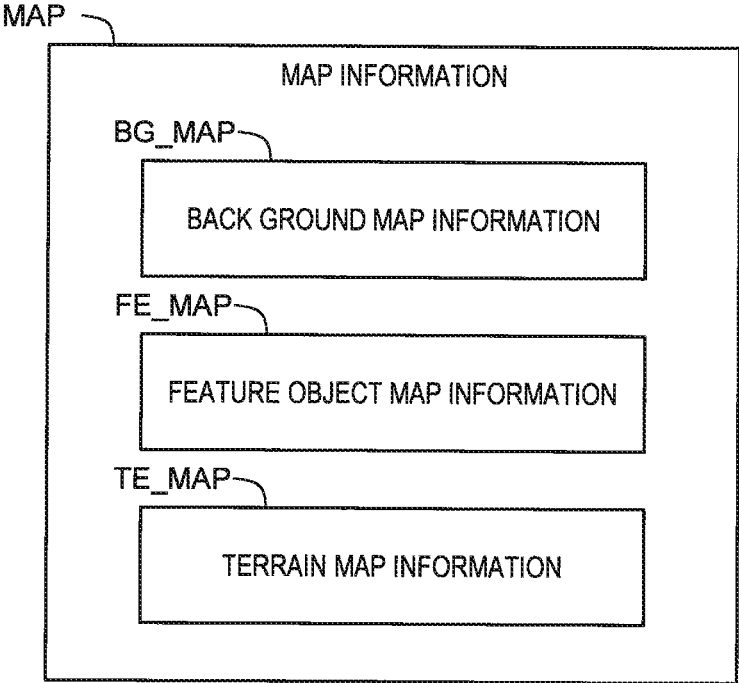 MAP
MAP INFORMATION
BG_MAP
BACK GROUND MAP INFORMATION
FE_MAP
FEATURE OBJECT MAP INFORMATION
TE_MAP
TERRAIN MAP INFORMATION